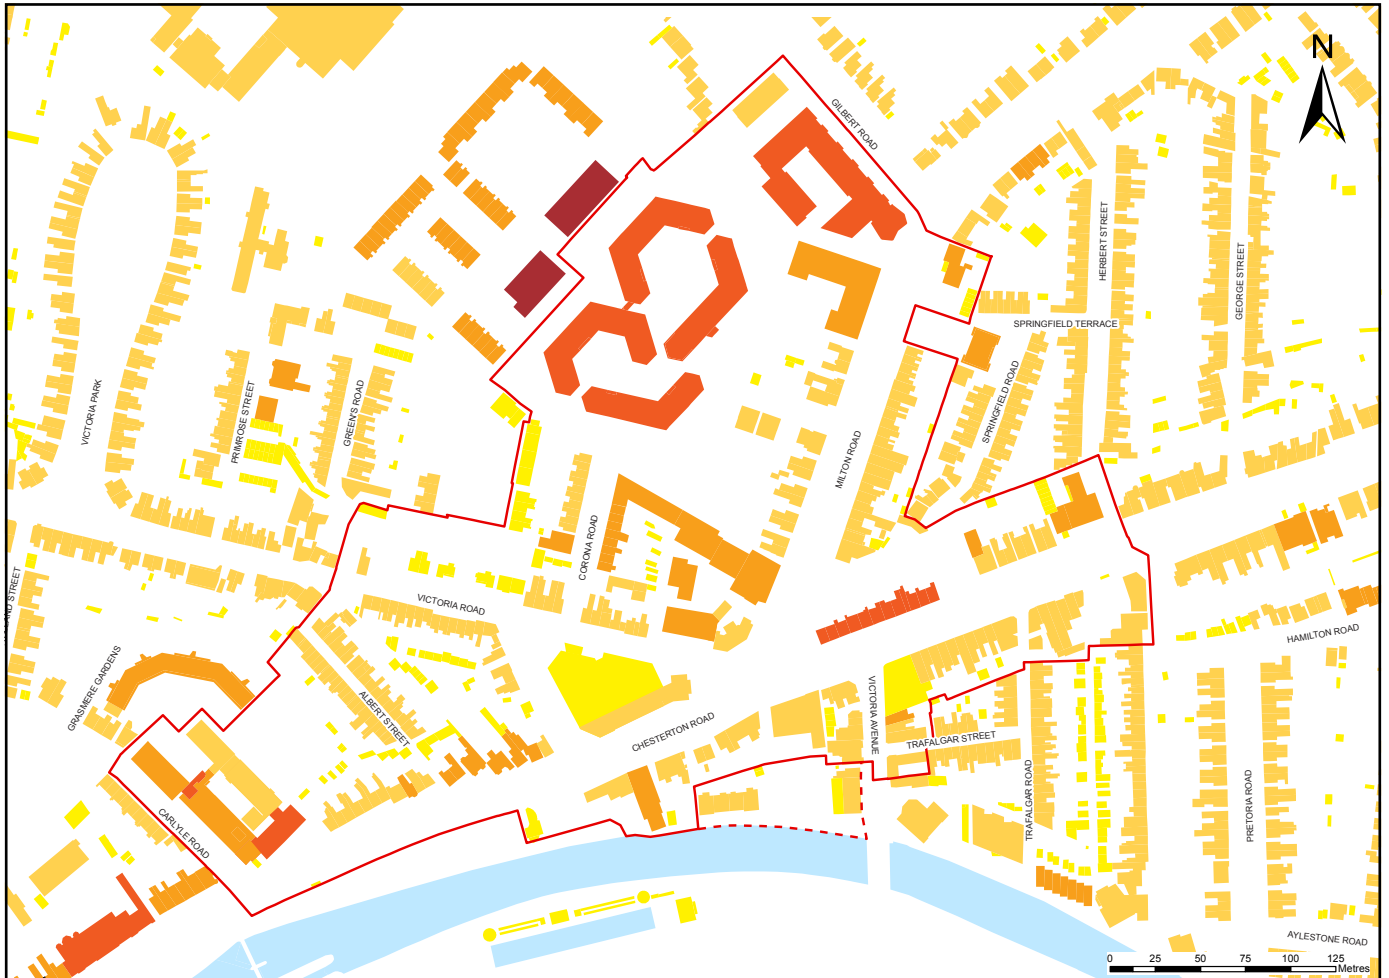 N
GILBERT ROAD
HERBERT STREET
GEORGE STREET
SPRINGFIELD TERRACE
SPRINGFIELD ROAD
MILTON ROAD
VICTORIA PARK
PRIMROSE STREET
GREEN'S ROAD
CORONA ROAD
VICTORIA ROAD
GRASMERE GARDENS
ALBERT STREET
CHESTERTON ROAD
VICTORIA AVENUE
TRAFALGAR STREET
TRAFALGAR ROAD
HAMILTON ROAD
PRETORIA ROAD
CARLYLE ROAD
AYLESTONE ROAD
0 25 50 75 100 125
Metres